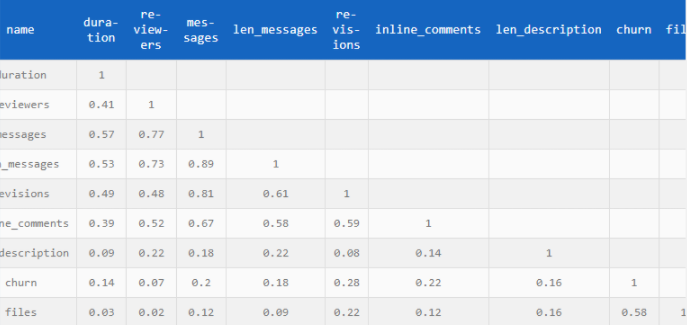 name dura- re- mes- len_messages re- inline_comments len_description churn fil
tion view- sages vis-
ers ions
duration 1
eviewers 0.41 1
messages 0.57 0.77 1
n_messages 0.53 0.73 0.89 1
evisions 0.49 0.48 0.81 0.61 1
ine_comments 0.39 0.52 0.67 0.58 0.59 1
description 0.09 0.22 0.18 0.22 0.08 0.14 1
churn 0.14 0.07 0.2 0.18 0.28 0.22 0.16 1
files 0.03 0.02 0.12 0.09 0.22 0.12 0.16 0.58 1